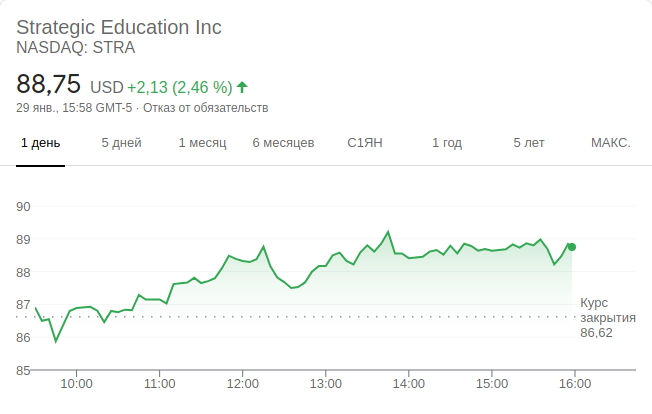 Strategic Education Inc
NASDAQ: STRA
88,75 USD +2,13 (2,46 %)
29 янв., 15:58 GMT-5 · Отказ от обязательств
1 день 5 дней 1 месяц 6 месяцев С1ЯН 1 год 5 лет МАКС.
90
89
88
87
86
85
Курс
закрытия
86,62
10:00 11:00 12:00 13:00 14:00 15:00 16:00